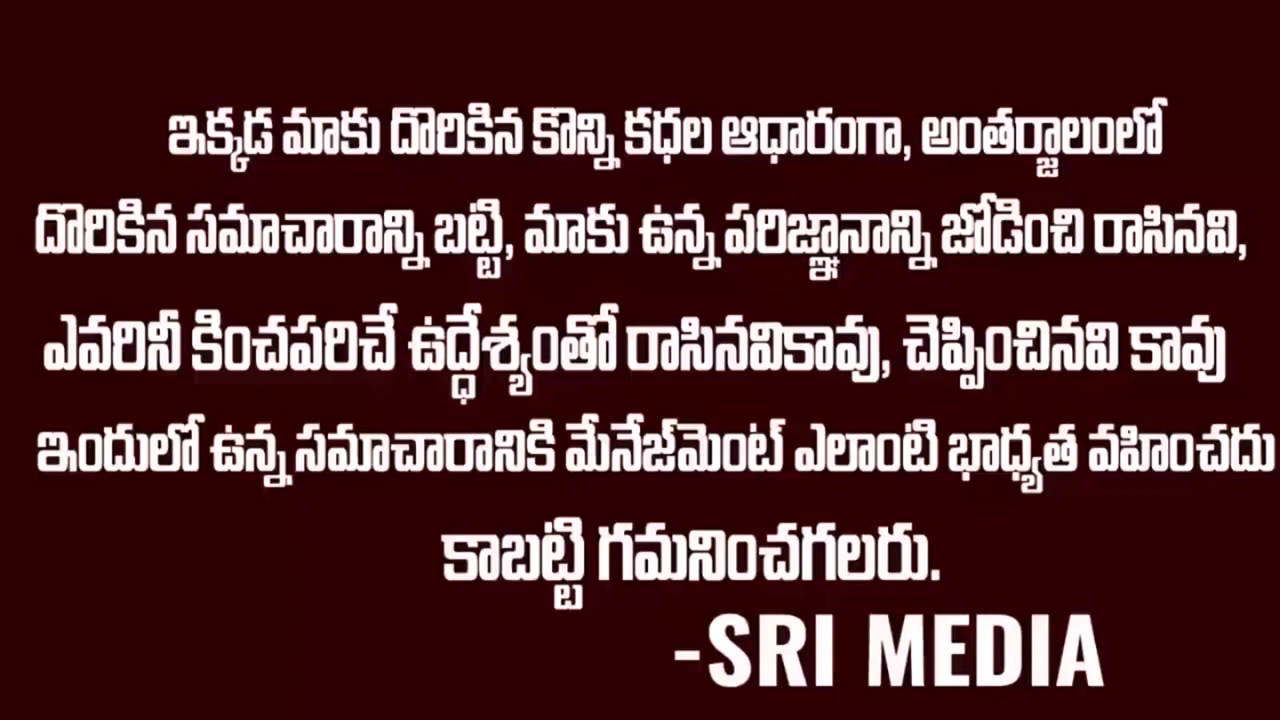 ఇక్కడ మాకు దొరికిన కొన్ని కధల ఆధారంగా, అంతర్జాలంలో
దొరికిన సమాచారాన్ని బట్టి, మాకు ఉన్న పరిజ్ఞానాన్ని జోడించి రాసినవి,
ఎవరినీ కించపరిచే ఉద్ధేశ్యంతో రాసినవికావు, చెప్పించినవి కావు
ఇందులో ఉన్న సమాచారానికి మేనేజ్‌మెంట్ ఎలాంటి భాధ్యత వహించదు
కాబట్టి గమనించగలరు.
-SRI MEDIA